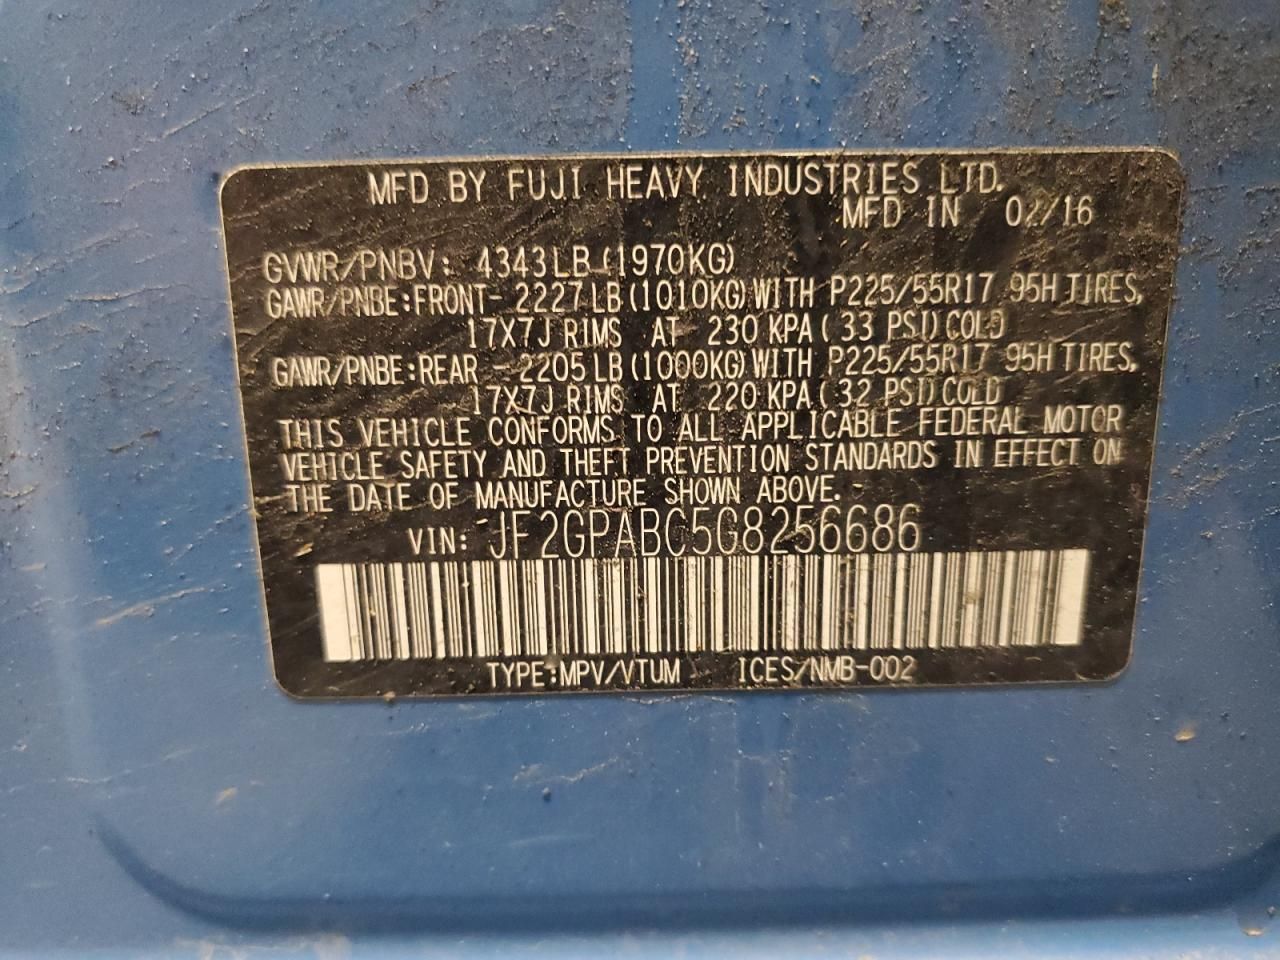 MFD BY FUJI HEAVY INDUSTRIES LTD.
MFD IN 02/16
GVWR/PNBV: 4343LB (1970KG)
GAWR/PNBE:FRONT- 2227LB (1010KG) WITH P225/55R17 95H TIRES,
17X7J RIMS AT 230 KPA ( 33 PSI) COLD
GAWR/PNBE:REAR - 2205LB (1000KG) WITH P225/55R17 95H TIRES,
17X7J RIMS AT 220 KPA ( 32 PSI) COLD
THIS VEHICLE CONFORMS TO ALL APPLICABLE FEDERAL MOTOR
VEHICLE SAFETY AND THEFT PREVENTION STANDARDS IN EFFECT ON
THE DATE OF MANUFACTURE SHOWN ABOVE.
VIN: JF2GPABC5G8256686
TYPE:MPV/VTUM ICES/NMB-002